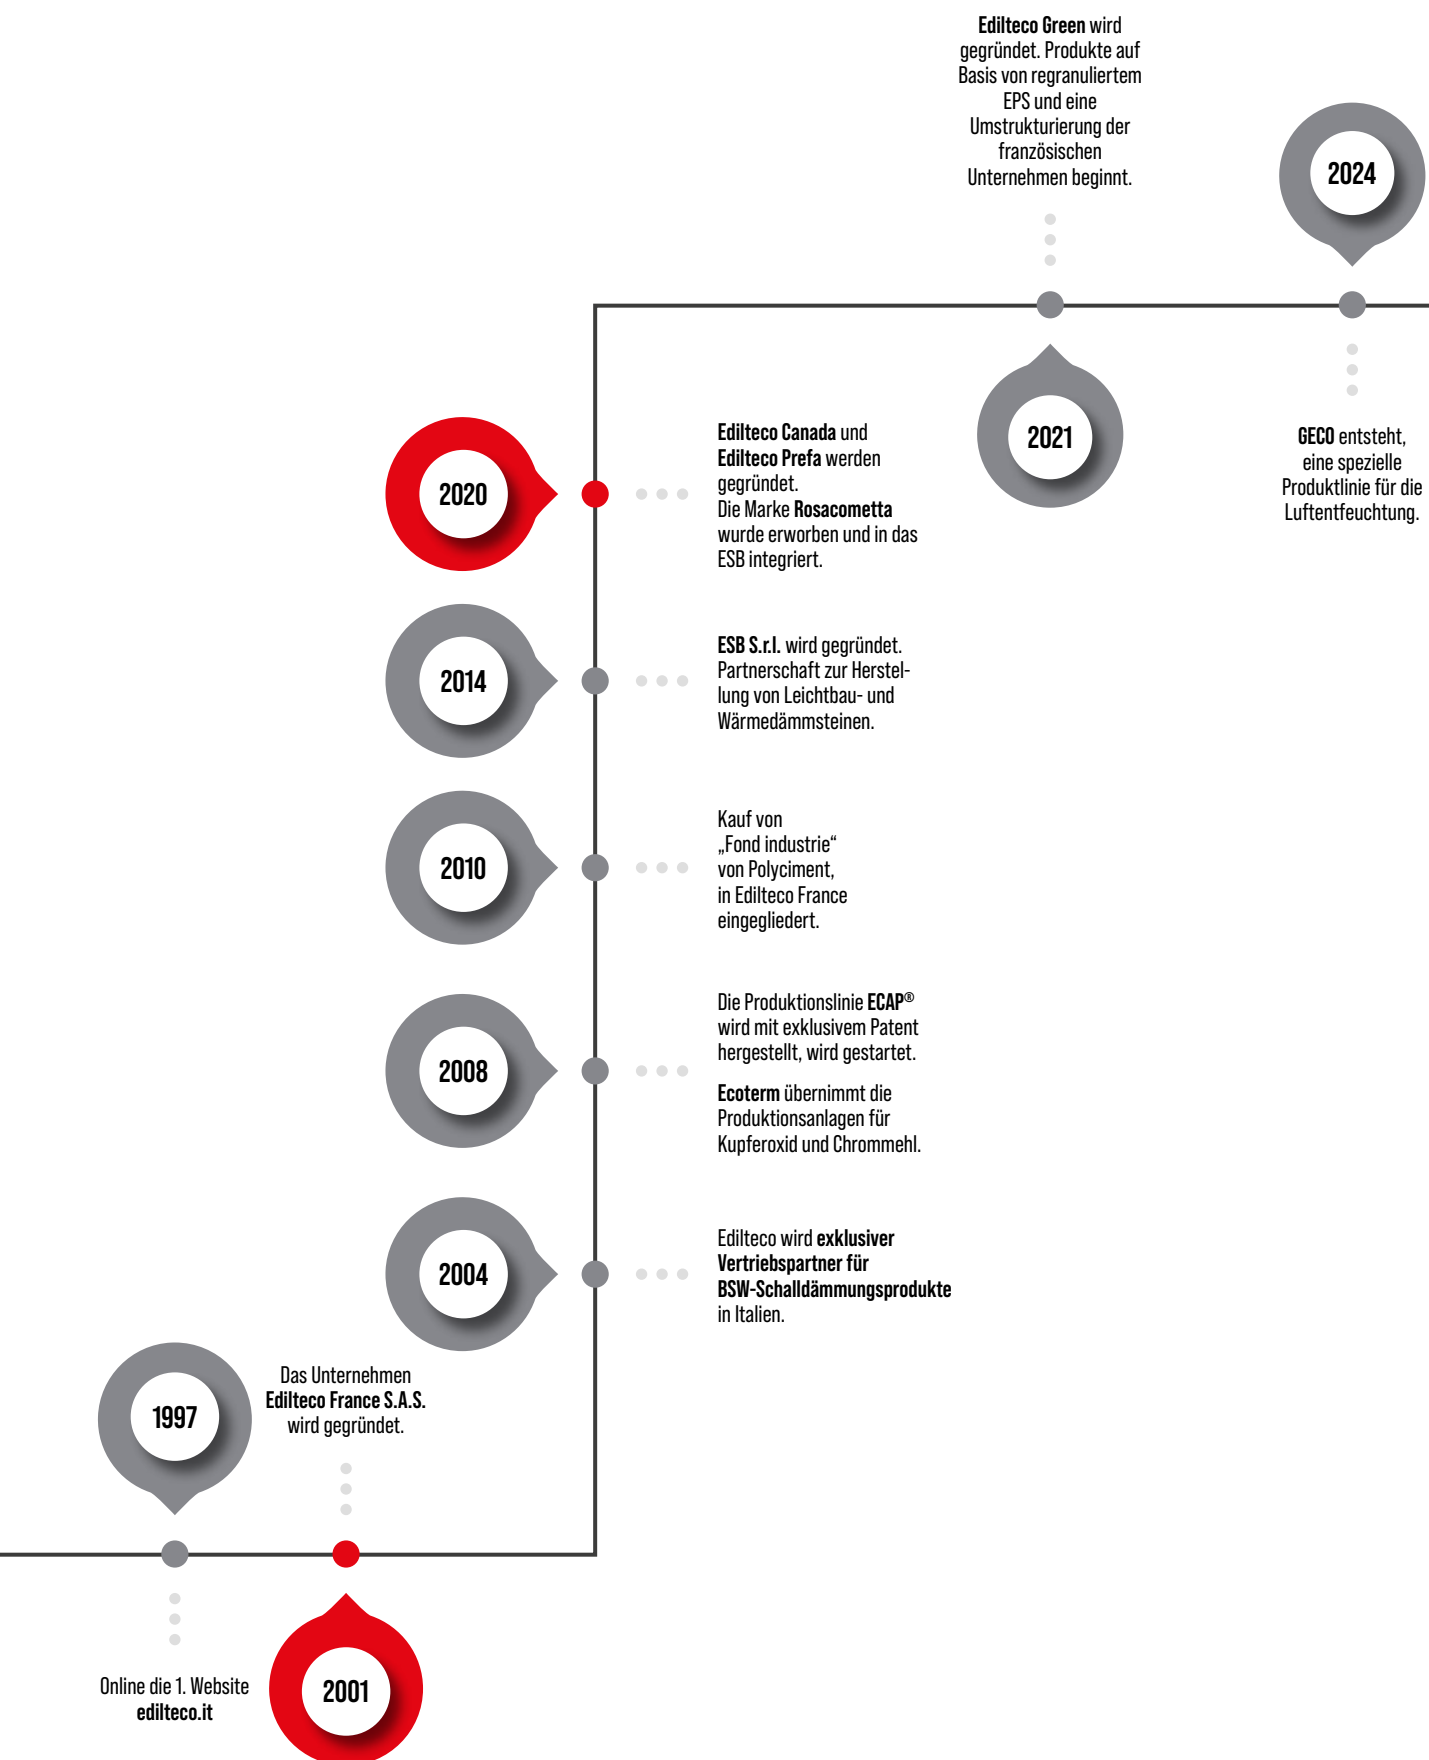 Edilteco Green wird
gegründet. Produkte auf
Basis von regranuliertem
EPS und eine
Umstrukturierung der
französischen
Unternehmen beginnt.
2024
2021
GECO entsteht,
eine spezielle
Produktlinie für die
Luftentfeuchtung.
2020
Edilteco Canada und
Edilteco Prefa werden
gegründet.
Die Marke Rosacometta
wurde erworben und in das
ESB integriert.
2014
ESB S.r.l. wird gegründet.
Partnerschaft zur Herstel-
lung von Leichtbau- und
Wärmedämmsteinen.
2010
Kauf von
„Fond industrie“
von Polyciment,
in Edilteco France
eingegliedert.
2008
Die Produktionslinie ECAP®
wird mit exklusivem Patent
hergestellt, wird gestartet.
Ecoterm übernimmt die
Produktionsanlagen für
Kupferoxid und Chrommehl.
2004
Edilteco wird exklusiver
Vertriebspartner für
BSW-Schalldämmungsprodukte
in Italien.
1997
Das Unternehmen
Edilteco France S.A.S.
wird gegründet.
Online die 1. Website
edilteco.it
2001